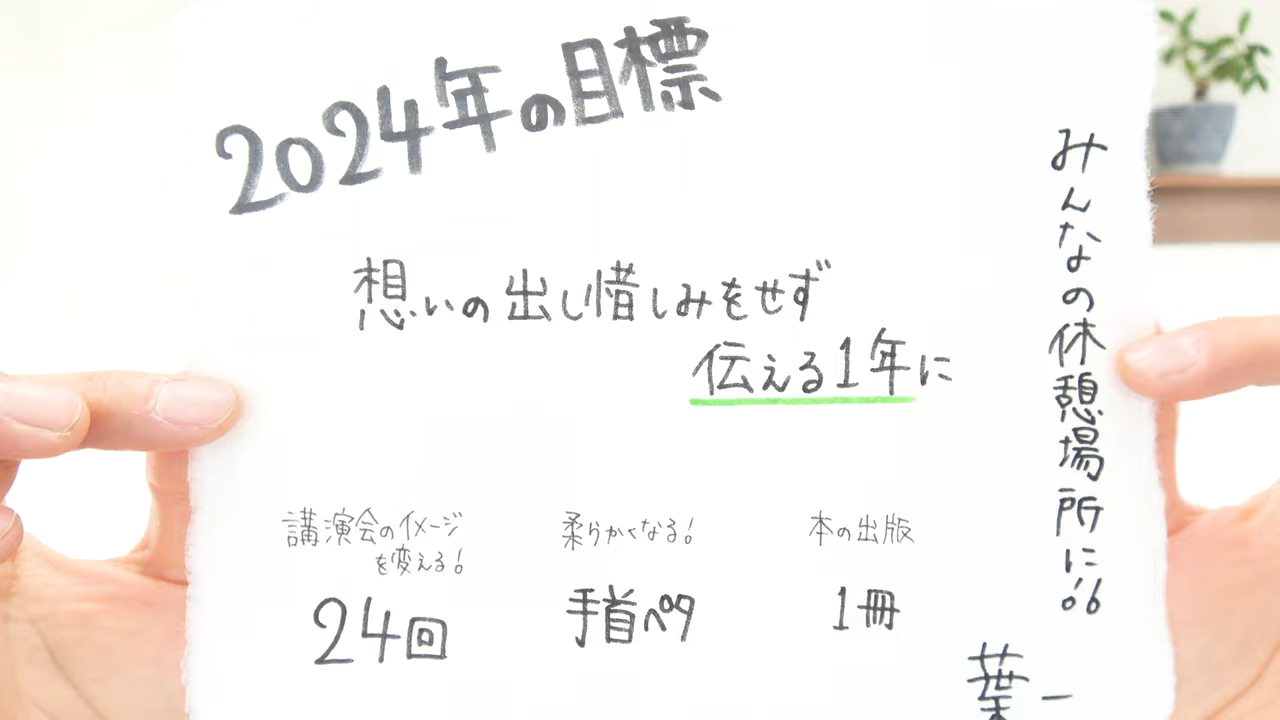 2024年の目標
想いの出し惜しみをせず
伝える1年に
講演会のイメージ
を変える!
24回
柔らかくなる!
手首ペタ
本の出版
1冊
みんなの休憩場所に!!
葉一